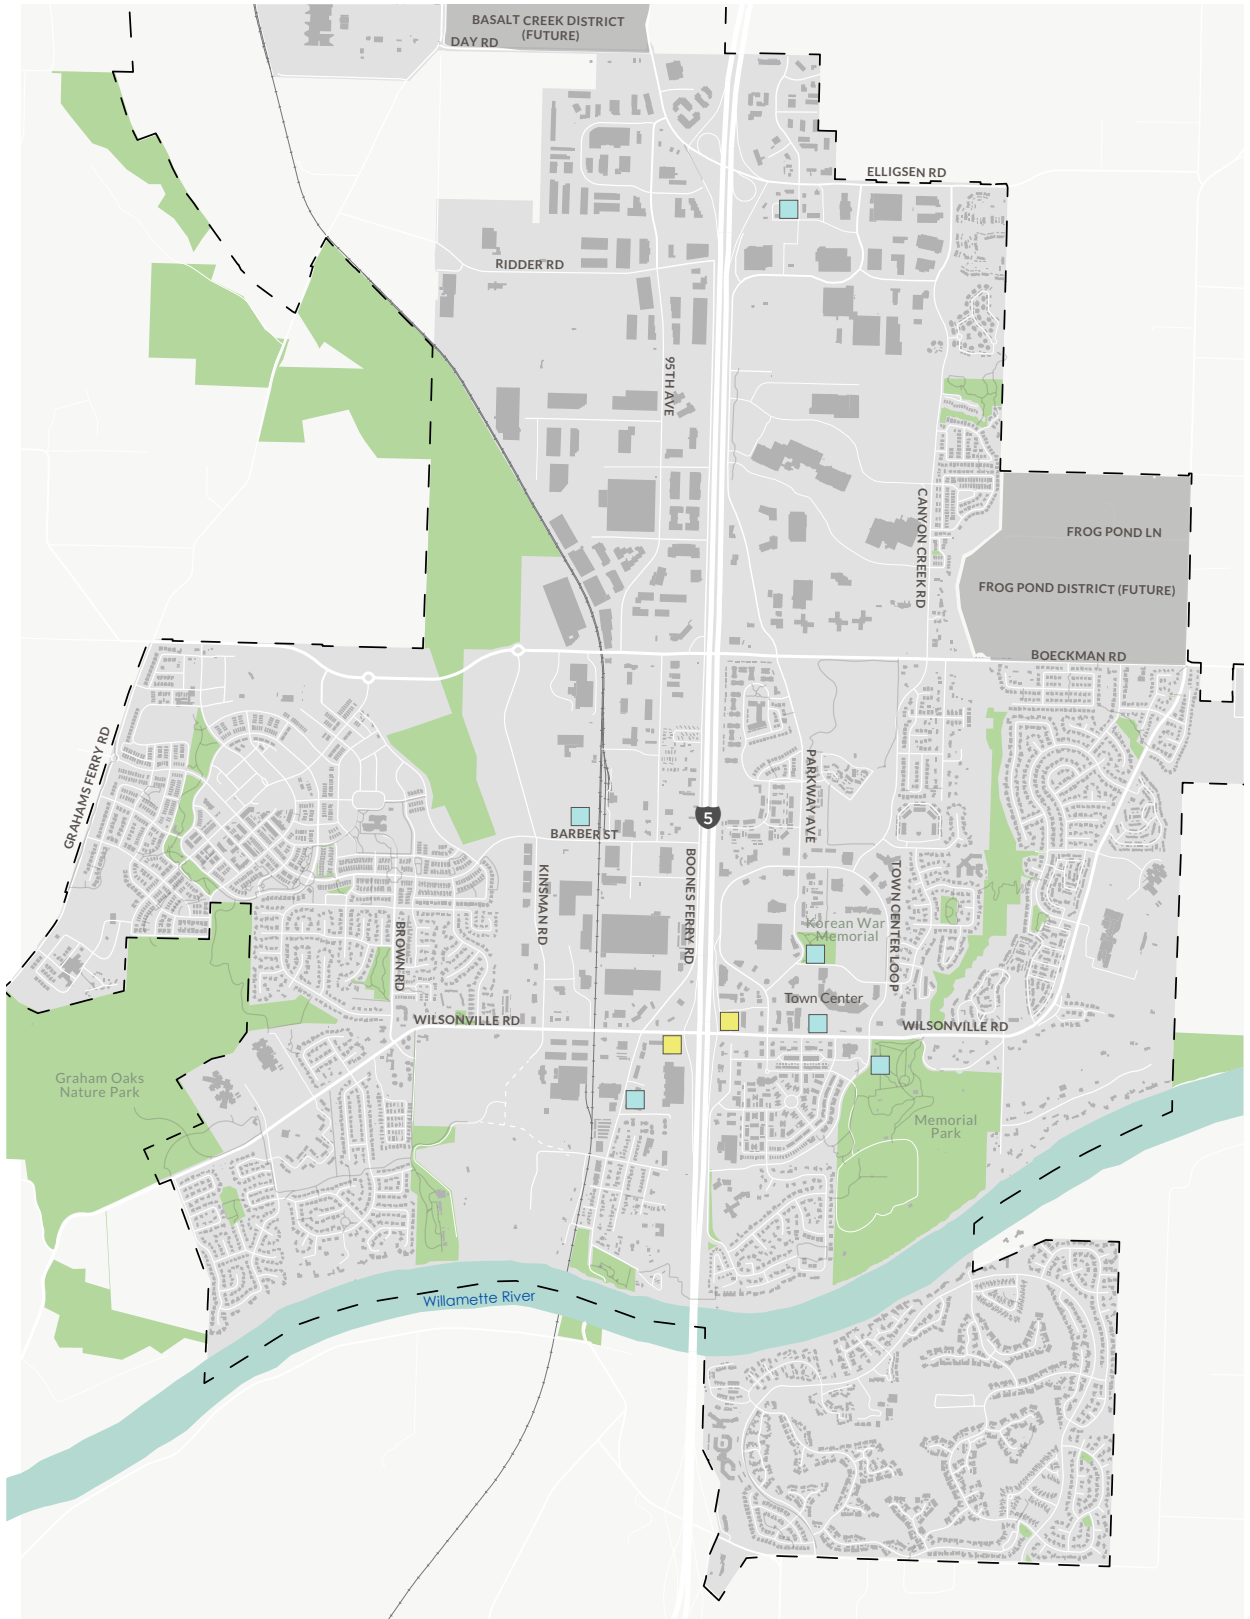 BASALT CREEK DISTRICT
(FUTURE)
DAY RD
ELLIGSEN RD
RIDDER RD
95TH AVE
CANYON CREEK RD
FROG POND LN
FROG POND DISTRICT (FUTURE)
BOECKMAN RD
GRAHAMS FERRY RD
PARKWAY AVE
5
BARBER ST
KINSMAN RD
BOONES FERRY RD
TOWN CENTER LOOP
BROWN RD
Korean War
Memorial
Town Center
WILSONVILLE RD
WILSONVILLE RD
Graham Oaks
Nature Park
Memorial
Park
Willamette River